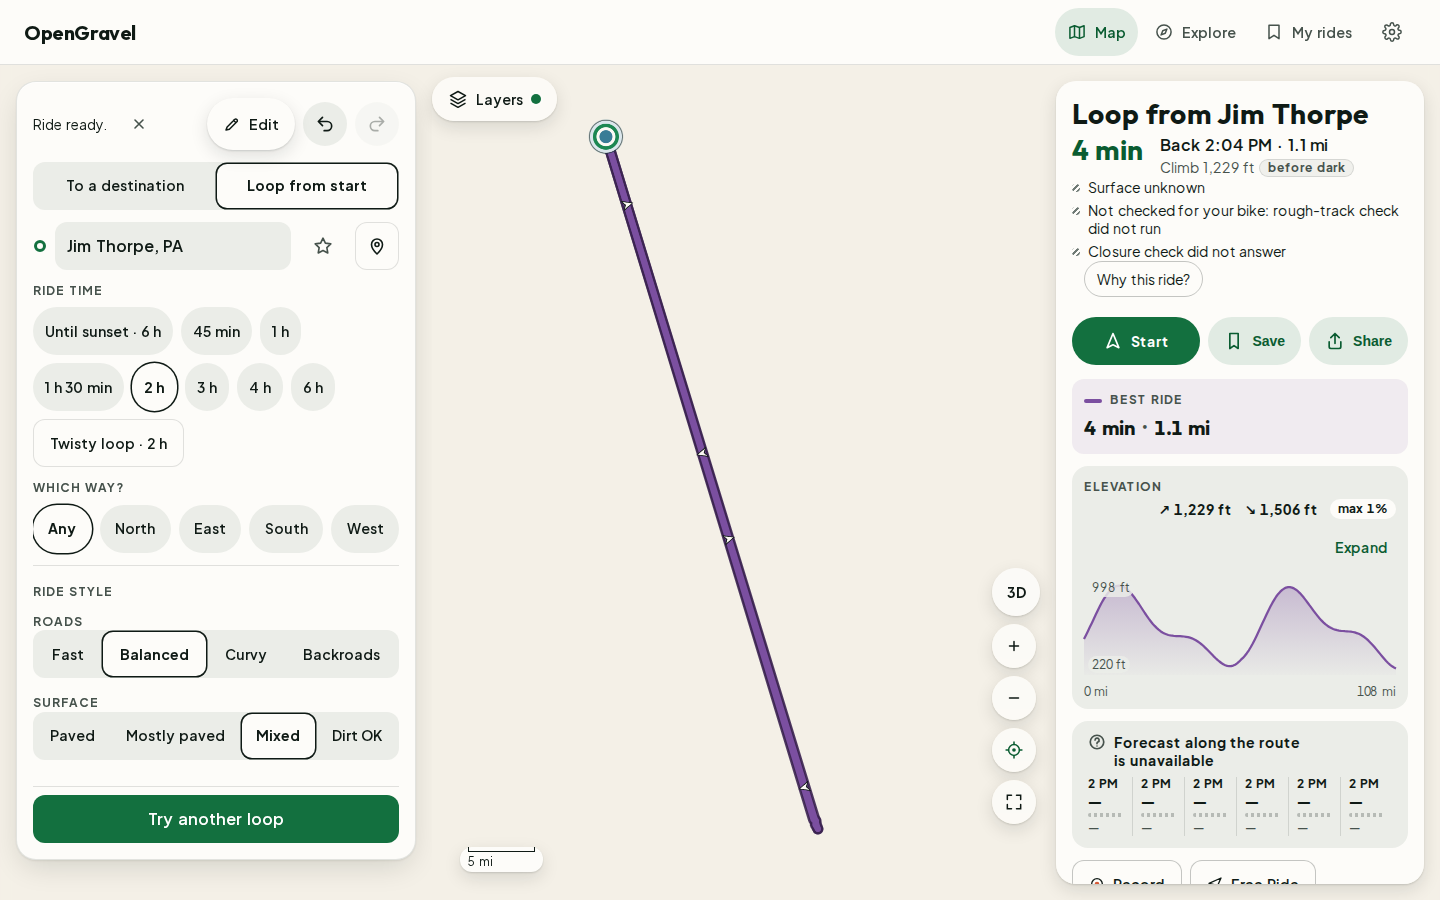 OpenGravel
Map
Explore
My rides
Ride ready.
Edit
To a destination
Loop from start
Jim Thorpe, PA
RIDE TIME
Until sunset · 6 h
45 min
1 h
1 h 30 min
2 h
3 h
4 h
6 h
Twisty loop · 2 h
WHICH WAY?
Any
North
East
South
West
RIDE STYLE
ROADS
Fast
Balanced
Curvy
Backroads
SURFACE
Paved
Mostly paved
Mixed
Dirt OK
Try another loop
Layers
3D
5 mi
Loop from Jim Thorpe
4 min
Back 2:04 PM · 1.1 mi
Climb 1,229 ft
before dark
Surface unknown
Not checked for your bike: rough-track check
did not run
Closure check did not answer
Why this ride?
Start
Save
Share
BEST RIDE
4 min · 1.1 mi
ELEVATION
↗ 1,229 ft
↘ 1,506 ft
max 1%
Expand
998 ft
220 ft
0 mi
108 mi
Forecast along the route
is unavailable
2 PM
2 PM
2 PM
2 PM
2 PM
2 PM
Record
Free Ride